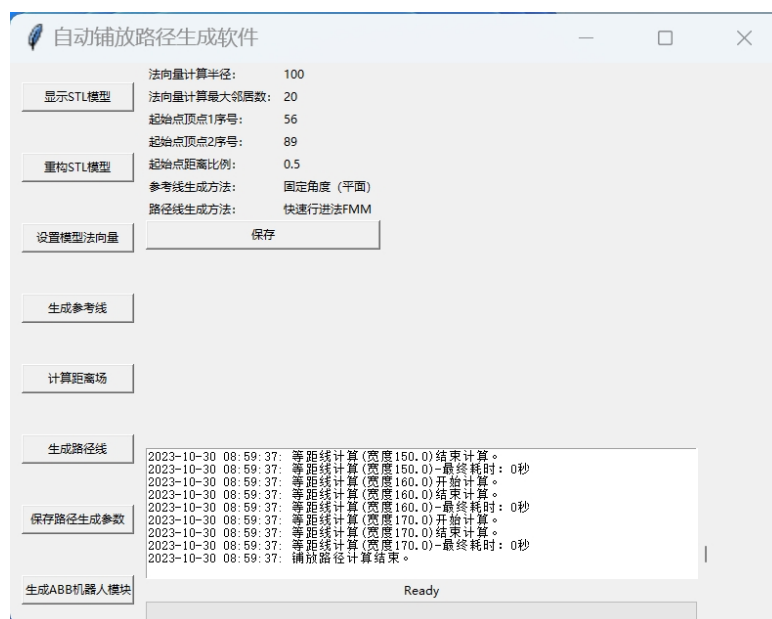 自动铺放路径生成软件
显示STL模型
重构STL模型
设置模型法向量
生成参考线
计算距离场
生成路径线
保存路径生成参数
生成ABB机器人模块
法向量计算半径: 100
法向量计算最大邻居数: 20
起始点顶点1序号: 56
起始点顶点2序号: 89
起始点距离比例: 0.5
参考线生成方法: 固定角度（平面）
路径线生成方法: 快速行进法FMM
保存
2023-10-30 08:59:37: 等距线计算(宽度150.0)结束计算。
2023-10-30 08:59:37: 等距线计算(宽度150.0)-最终耗时: 0秒
2023-10-30 08:59:37: 等距线计算(宽度160.0)开始计算。
2023-10-30 08:59:37: 等距线计算(宽度160.0)结束计算。
2023-10-30 08:59:37: 等距线计算(宽度160.0)-最终耗时: 0秒
2023-10-30 08:59:37: 等距线计算(宽度170.0)开始计算。
2023-10-30 08:59:37: 等距线计算(宽度170.0)结束计算。
2023-10-30 08:59:37: 等距线计算(宽度170.0)-最终耗时: 0秒
2023-10-30 08:59:37: 铺放路径计算结束。
Ready